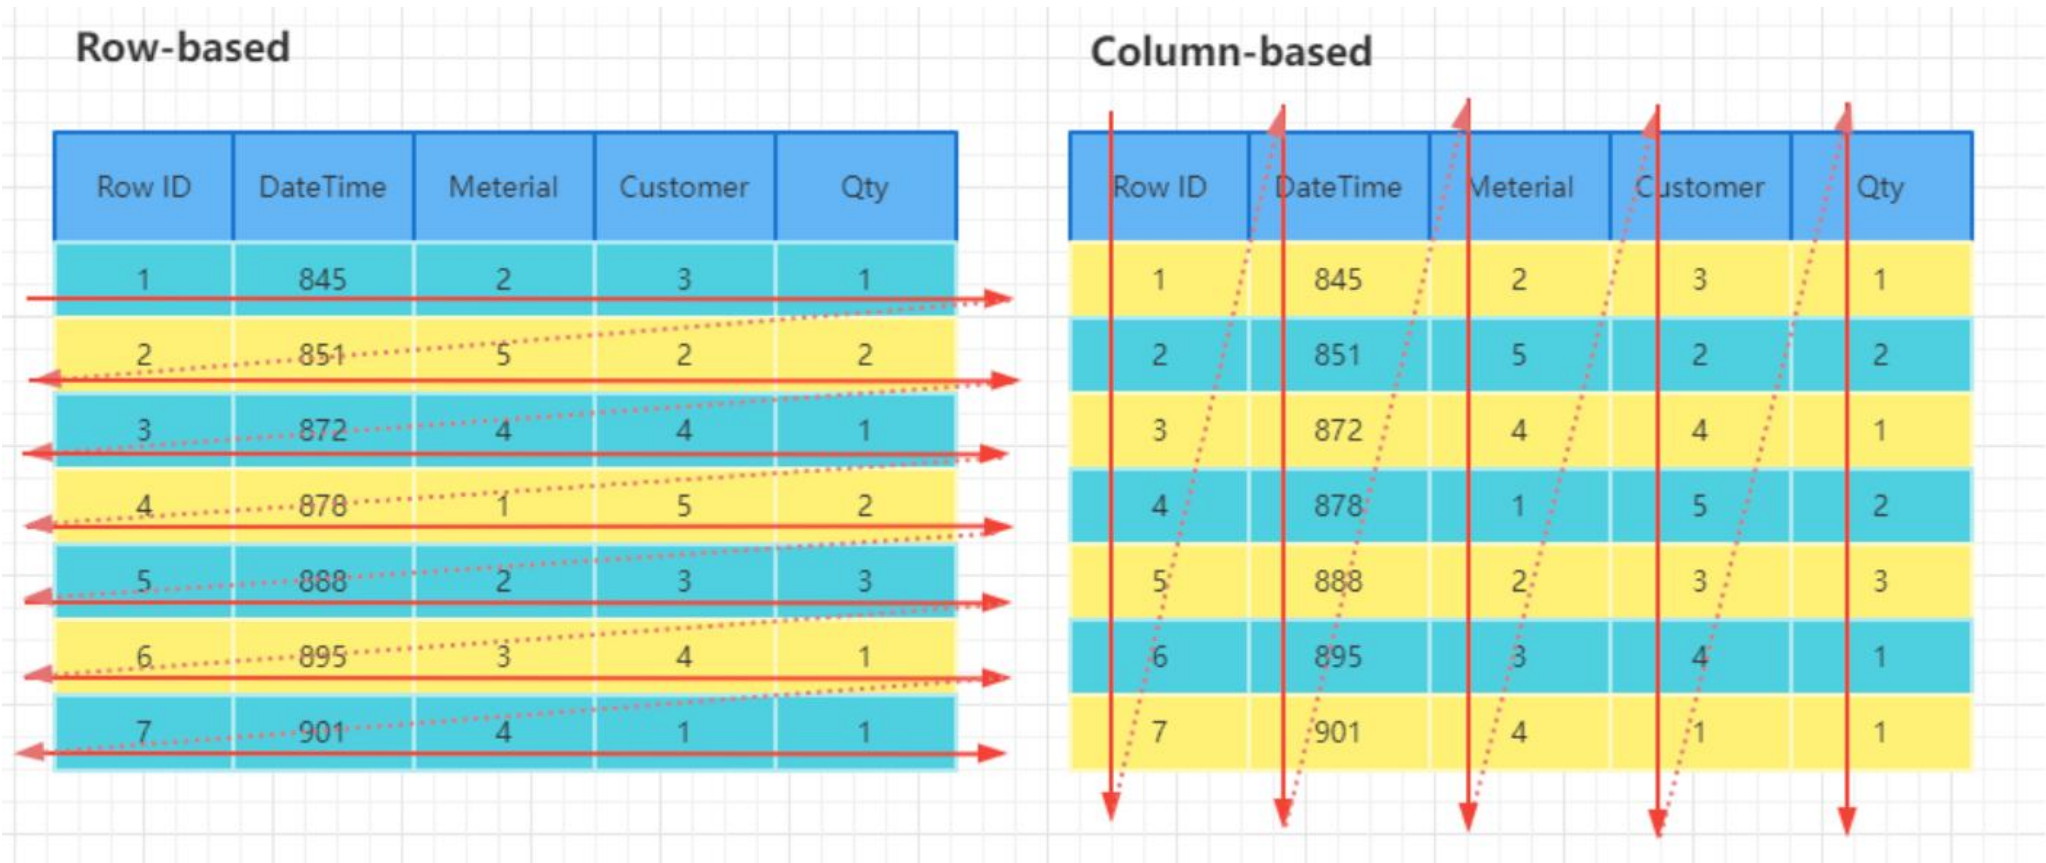 Row-based
Row ID DateTime Meterial Customer Qty
1 845 2 3 1
2 851 5 2 2
3 872 4 4 1
4 878 1 5 2
5 888 2 3 3
6 895 3 4 1
7 901 4 1 1
Column-based
Row ID DateTime Meterial Customer Qty
1 845 2 3 1
2 851 5 2 2
3 872 4 4 1
4 878 1 5 2
5 888 2 3 3
6 895 3 4 1
7 901 4 1 1